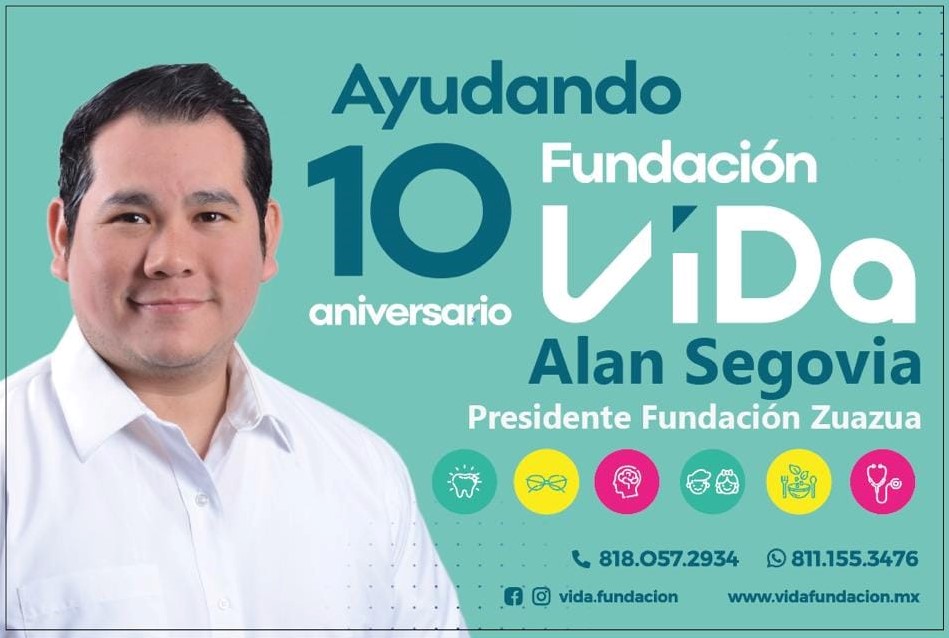 Ayudando
10
aniversario
Fundación
ViDa
Alan Segovia
Presidente Fundación Zuazua
818.057.2934 811.155.3476
vida.fundacion www.vidafundacion.mx